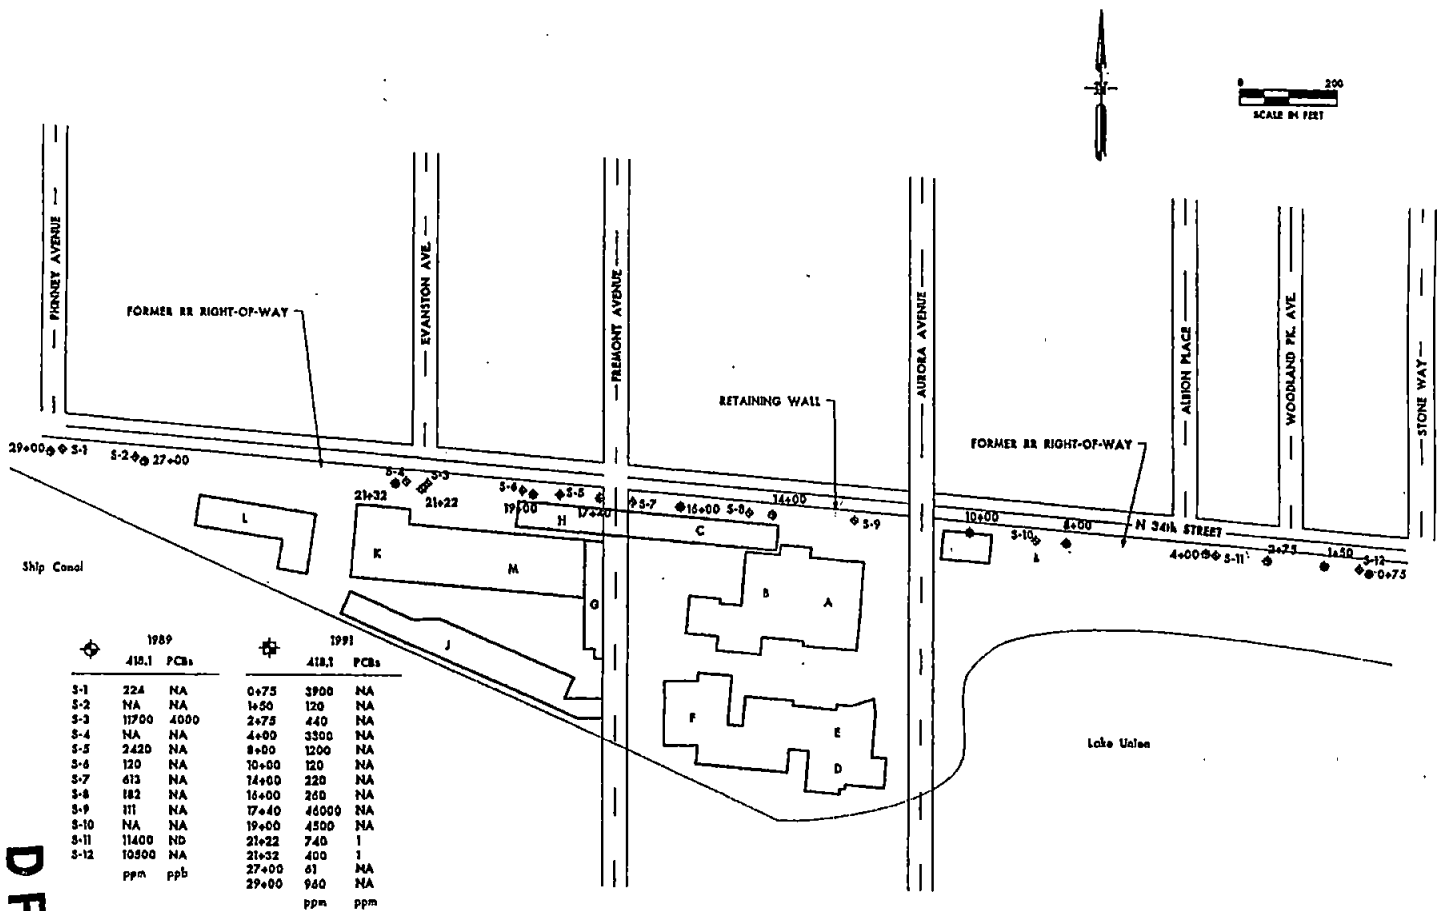 0 200
SCALE IN FEET
PHINNEY AVENUE
EVANSTON AVE.
FREMONT AVENUE
AURORA AVENUE
ALBION PLACE
WOODLAND PK. AVE.
STONE WAY
FORMER RR RIGHT-OF-WAY
RETAINING WALL
FORMER RR RIGHT-OF-WAY
N 34th STREET
29+00 S-1
S-2 27+00
S-4 S-3
21+32 21+22
S-6 S-5
19+00 17+40
S-7 16+00 S-8
14+00
S-9
10+00
S-10 8+00
4+00 S-11
2+75
1+50 S-12
0+75
L
K
M
H
C
G
B
A
J
F
E
D
Ship Canal
Lake Union
1989
418.1 PCBs
S-1 224 NA
S-2 NA NA
S-3 11700 4000
S-4 NA NA
S-5 2420 NA
S-6 120 NA
S-7 613 NA
S-8 182 NA
S-9 111 NA
S-10 NA NA
S-11 11400 ND
S-12 10500 NA
ppm ppb
1991
418.1 PCBs
0+75 3900 NA
1+50 120 NA
2+75 440 NA
4+00 3300 NA
8+00 1200 NA
10+00 120 NA
14+00 220 NA
16+00 260 NA
17+40 46000 NA
19+00 4500 NA
21+22 740 1
21+32 400 1
27+00 61 NA
29+00 960 NA
ppm ppm